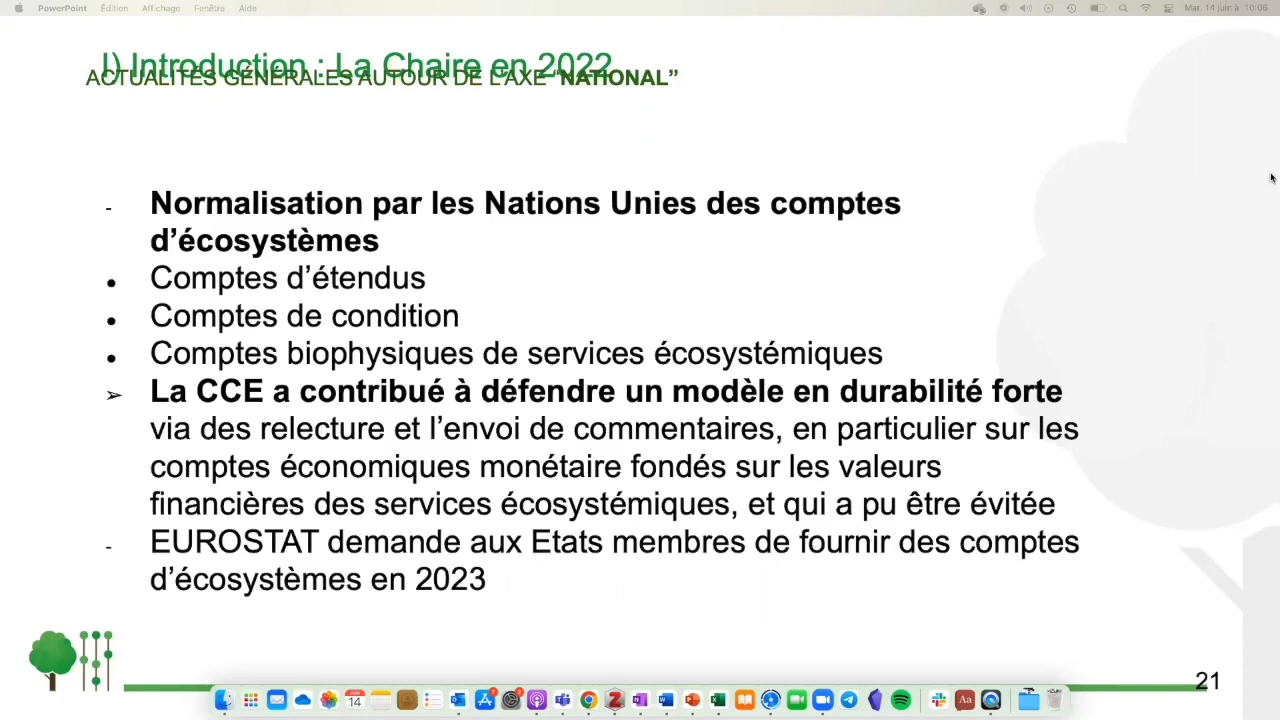 PowerPoint Édition Affichage Fenêtre Aide Mar. 14 juin à 10:06
I) Introduction : La Chaire en 2022
ACTUALITÉS GÉNÉRALES AUTOUR DE L'AXE “NATIONAL”
- Normalisation par les Nations Unies des comptes
d’écosystèmes
● Comptes d’étendus
● Comptes de condition
● Comptes biophysiques de services écosystémiques
➢ La CCE a contribué à défendre un modèle en durabilité forte
via des relecture et l’envoi de commentaires, en particulier sur les
comptes économiques monétaire fondés sur les valeurs
financières des services écosystémiques, et qui a pu être évitée
- EUROSTAT demande aux Etats membres de fournir des comptes
d’écosystèmes en 2023
21